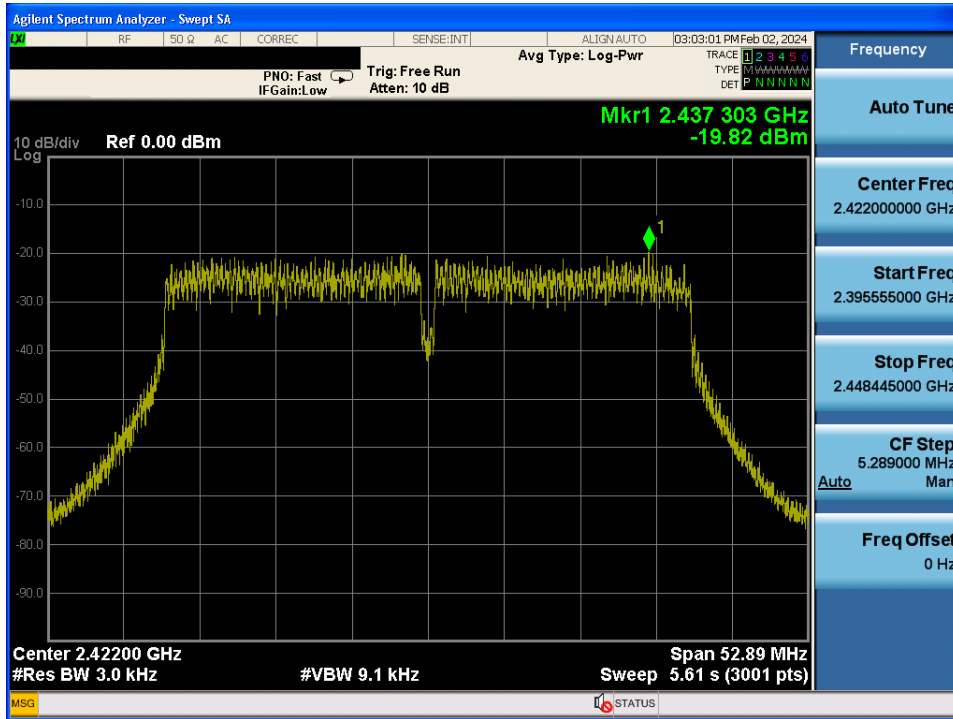 Agilent Spectrum Analyzer - Swept SA
LXI RF 50 Ω AC CORREC SENSE:INT ALIGN AUTO 03:03:01 PM Feb 02, 2024
Frequency
Avg Type: Log-Pwr
TRACE 1 2 3 4 5 6
PNO: Fast Trig: Free Run
TYPE MWWWWW
IFGain:Low Atten: 10 dB
DET P N N N N N
Auto Tune
Mkr1 2.437 303 GHz
10 dB/div Ref 0.00 dBm -19.82 dBm
Log
-10.0
-20.0
-30.0
-40.0
-50.0
-60.0
-70.0
-80.0
-90.0
1
Center Freq
2.422000000 GHz
Start Freq
2.395555000 GHz
Stop Freq
2.448445000 GHz
CF Step
5.289000 MHz
Auto Man
Freq Offset
0 Hz
Center 2.42200 GHz Span 52.89 MHz
#Res BW 3.0 kHz #VBW 9.1 kHz Sweep 5.61 s (3001 pts)
MSG STATUS